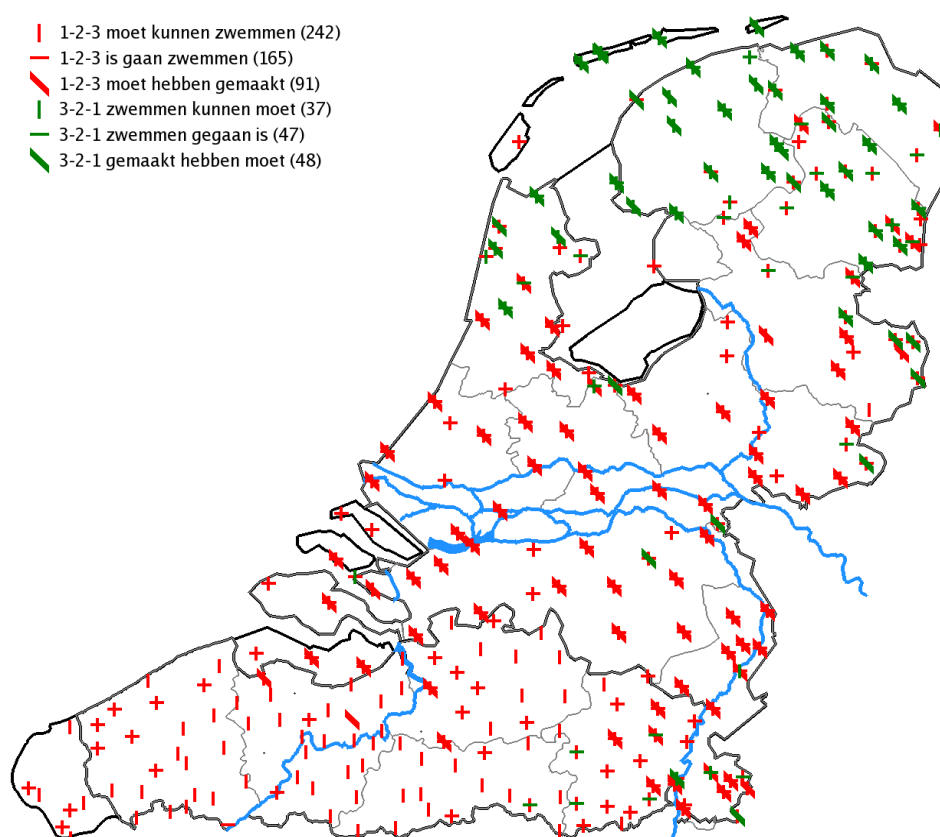 1-2-3 moet kunnen zwemmen (242)
1-2-3 is gaan zwemmen (165)
1-2-3 moet hebben gemaakt (91)
3-2-1 zwemmen kunnen moet (37)
3-2-1 zwemmen gegaan is (47)
3-2-1 gemaakt hebben moet (48)